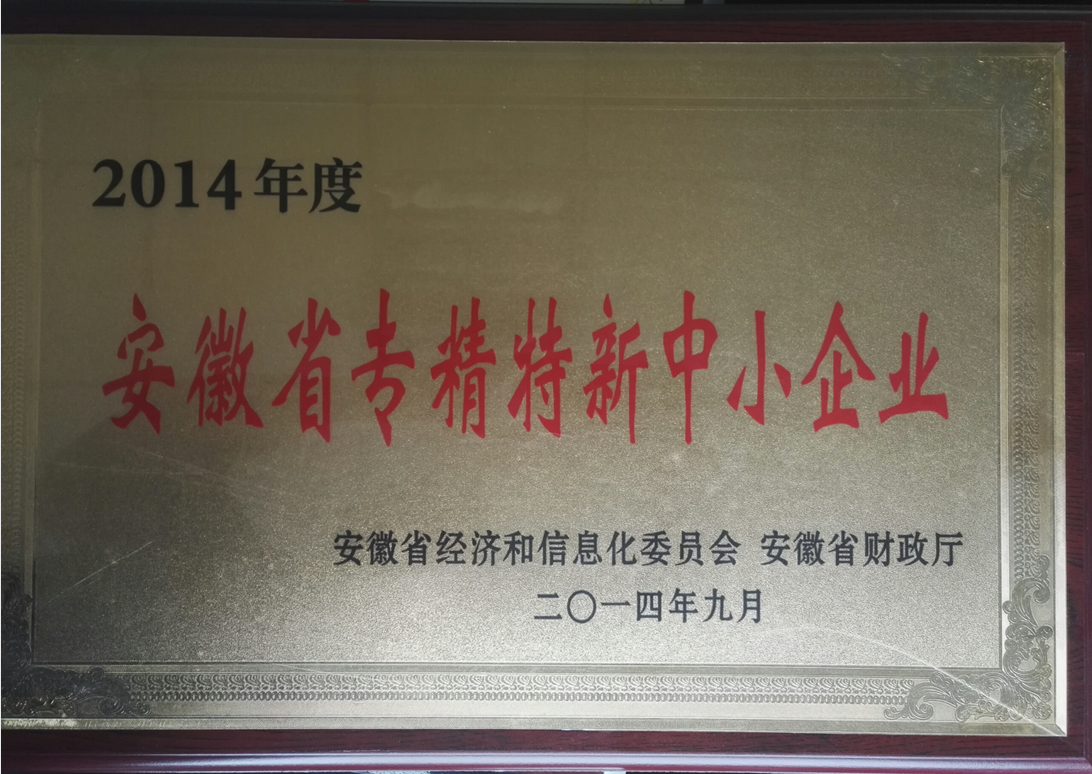 2014年度
安徽省专精特新中小企业
安徽省经济和信息化委员会 安徽省财政厅
二〇一四年九月